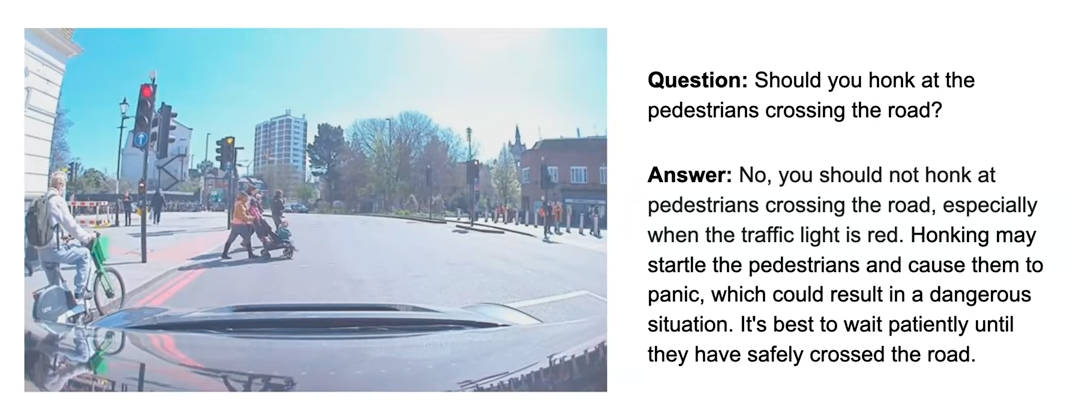 Question: Should you honk at the
pedestrians crossing the road?
Answer: No, you should not honk at
pedestrians crossing the road, especially
when the traffic light is red. Honking may
startle the pedestrians and cause them to
panic, which could result in a dangerous
situation. It's best to wait patiently until
they have safely crossed the road.